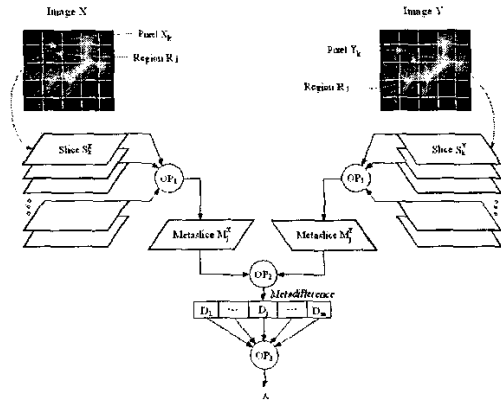 Image X
Image Y
Pixel X_k
Pixel Y_k
Region R_j
Region R_j
Slice S_k^X
Slice S_k^Y
OP_1
OP_1
Metaslice M_j^X
Metaslice M_j^Y
OP_2
Metadifference
D_1 ... D_j ... D_m
OP_3